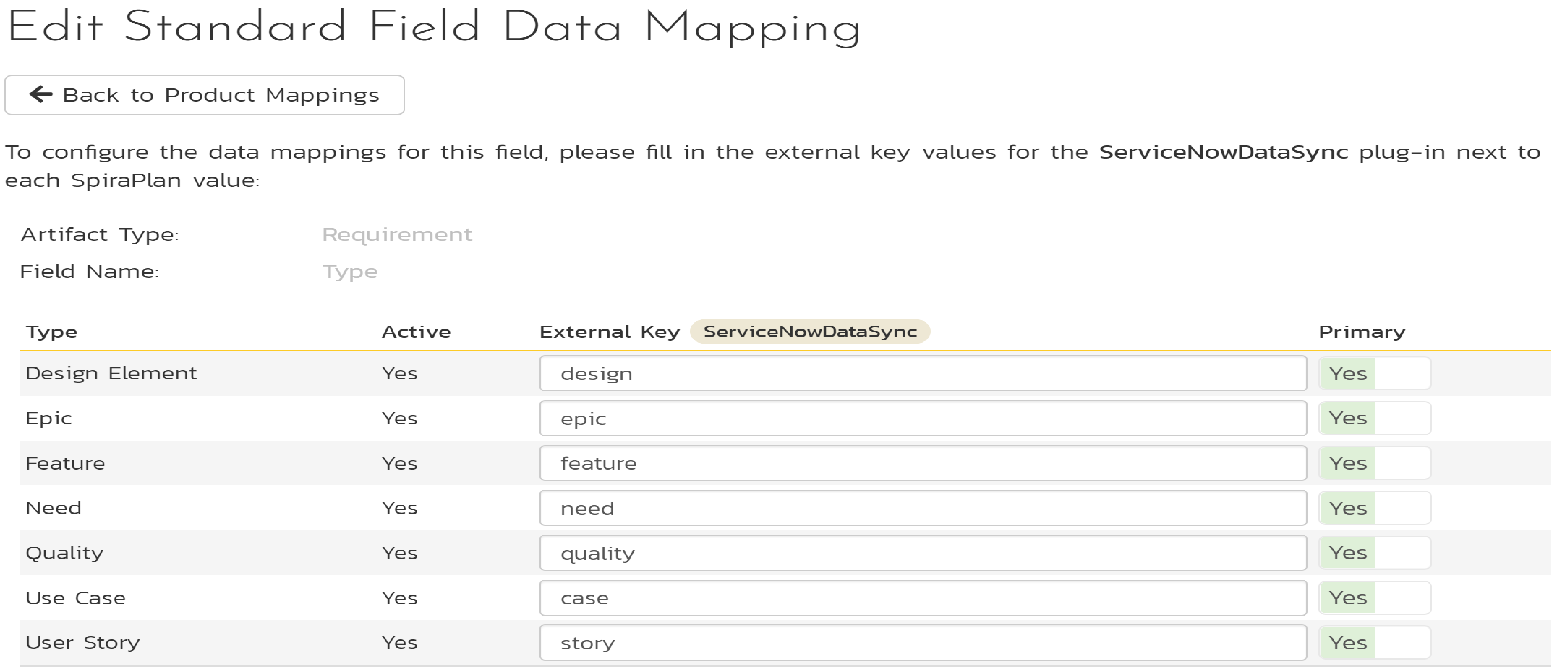 Edit Standard Field Data Mapping
Back to Product Mappings
To configure the data mappings for this field, please fill in the external key values for the ServiceNowDataSync plug-in next to
each SpiraPlan value:
Artifact Type: Requirement
Field Name: Type
Type Active External Key ServiceNowDataSync Primary
Design Element Yes design Yes
Epic Yes epic Yes
Feature Yes feature Yes
Need Yes need Yes
Quality Yes quality Yes
Use Case Yes case Yes
User Story Yes story Yes